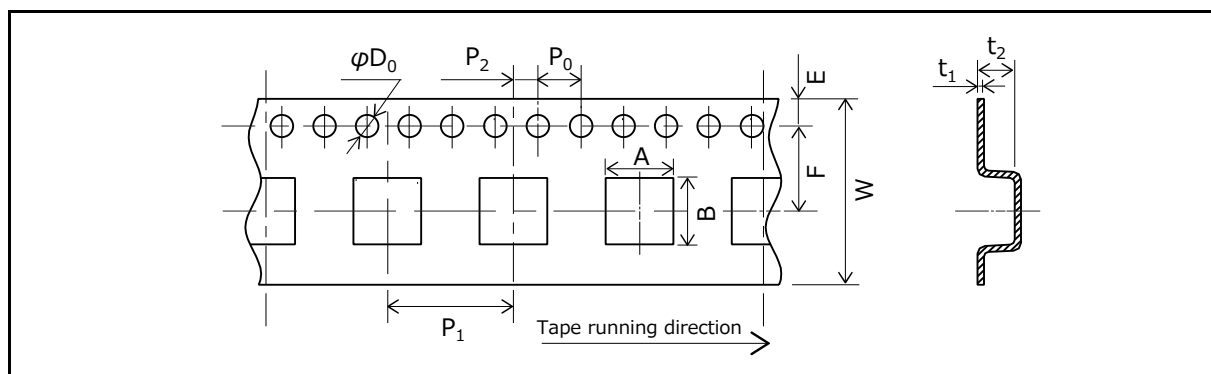 φD₀
P₂
P₀
E
t₂
t₁
A
F
W
B
P₁
Tape running direction